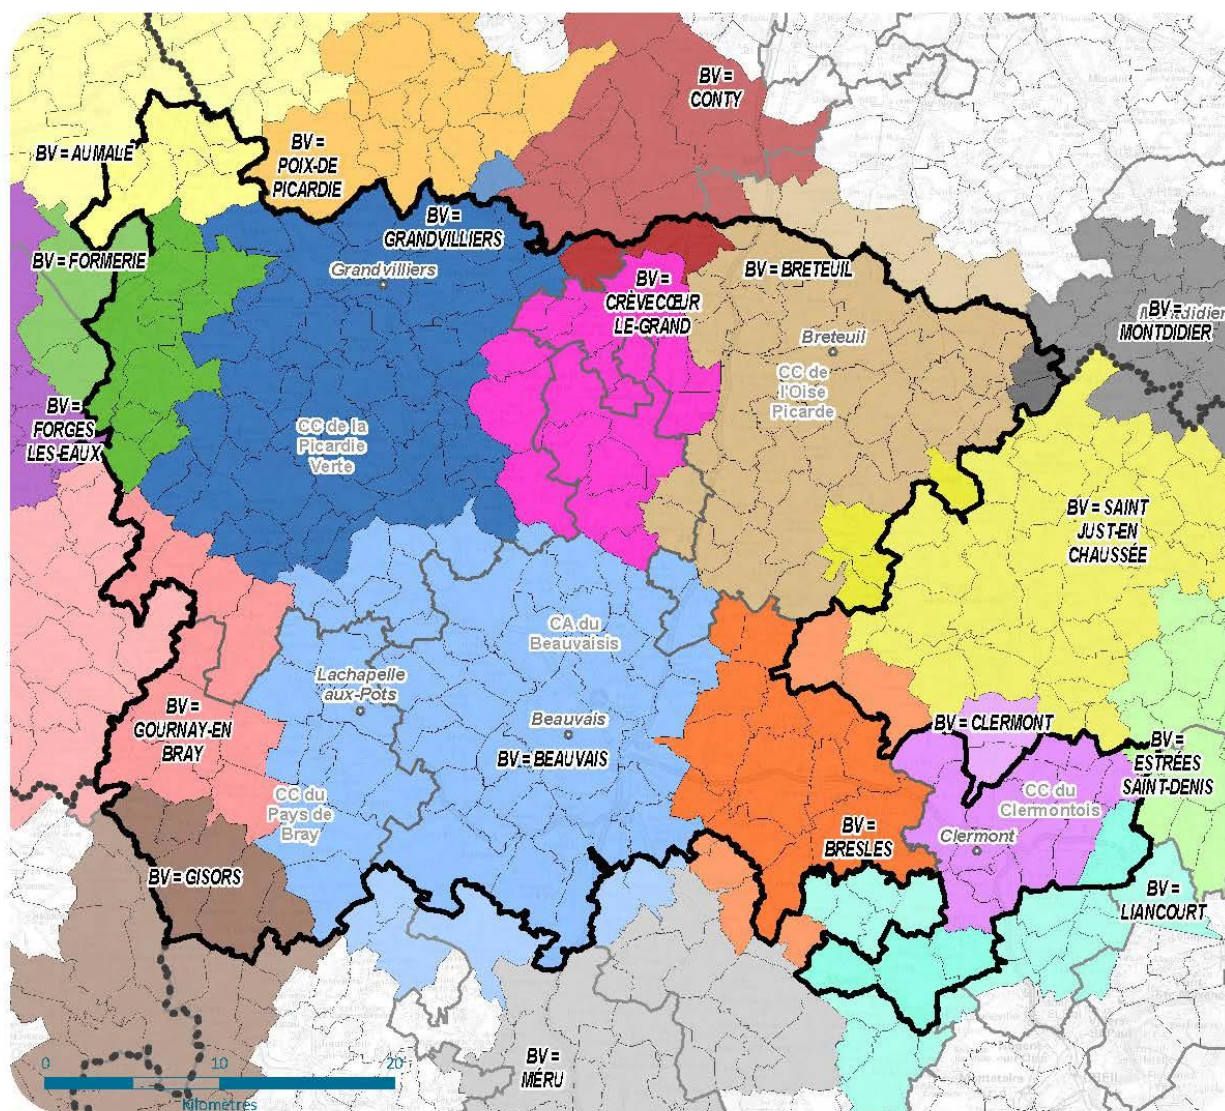 BV =
CONTY
BV = AUMALE
BV =
POIX-DE
PICARDIE
BV =
GRANDVILLIERS
Grandvilliers
BV = FORMERIE
BV =
CRÈVECŒUR
LE-GRAND
BV = BRETEUIL
BV =
MONTDIDIER
Breteuil
CC de
l'Oise
Picarde
BV =
FORGES
LES-EAUX
CC de la
Picardie
Verte
BV = SAINT
JUST-EN
CHAUSSÉE
CA du
Beauvaisis
Lachapelle
aux-Pots
Beauvais
BV = BEAUVAIS
BV =
GOURNAY-EN
BRAY
BV = CLERMONT
BV =
ESTRÉES
SAINT-DENIS
CC du
Pays de
Bray
CC du
Clermontois
Clermont
BV =
BRESLES
BV = GISORS
BV =
LIANCOURT
BV =
MÉRU
0 10 20
Kilomètres